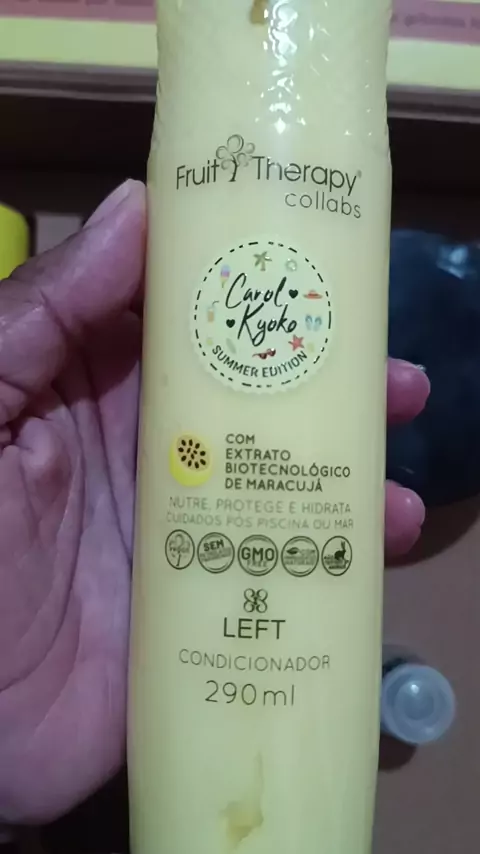 Fruit Therapy®
collabs
Carol
Kyoko
SUMMER EDITION
COM
EXTRATO
BIOTECNOLÓGICO
DE MARACUJÁ
NUTRE, PROTEGE E HIDRATA
CUIDADOS PÓS PISCINA OU MAR
SEM
GMO
FREE
LEFT
CONDICIONADOR
290ml